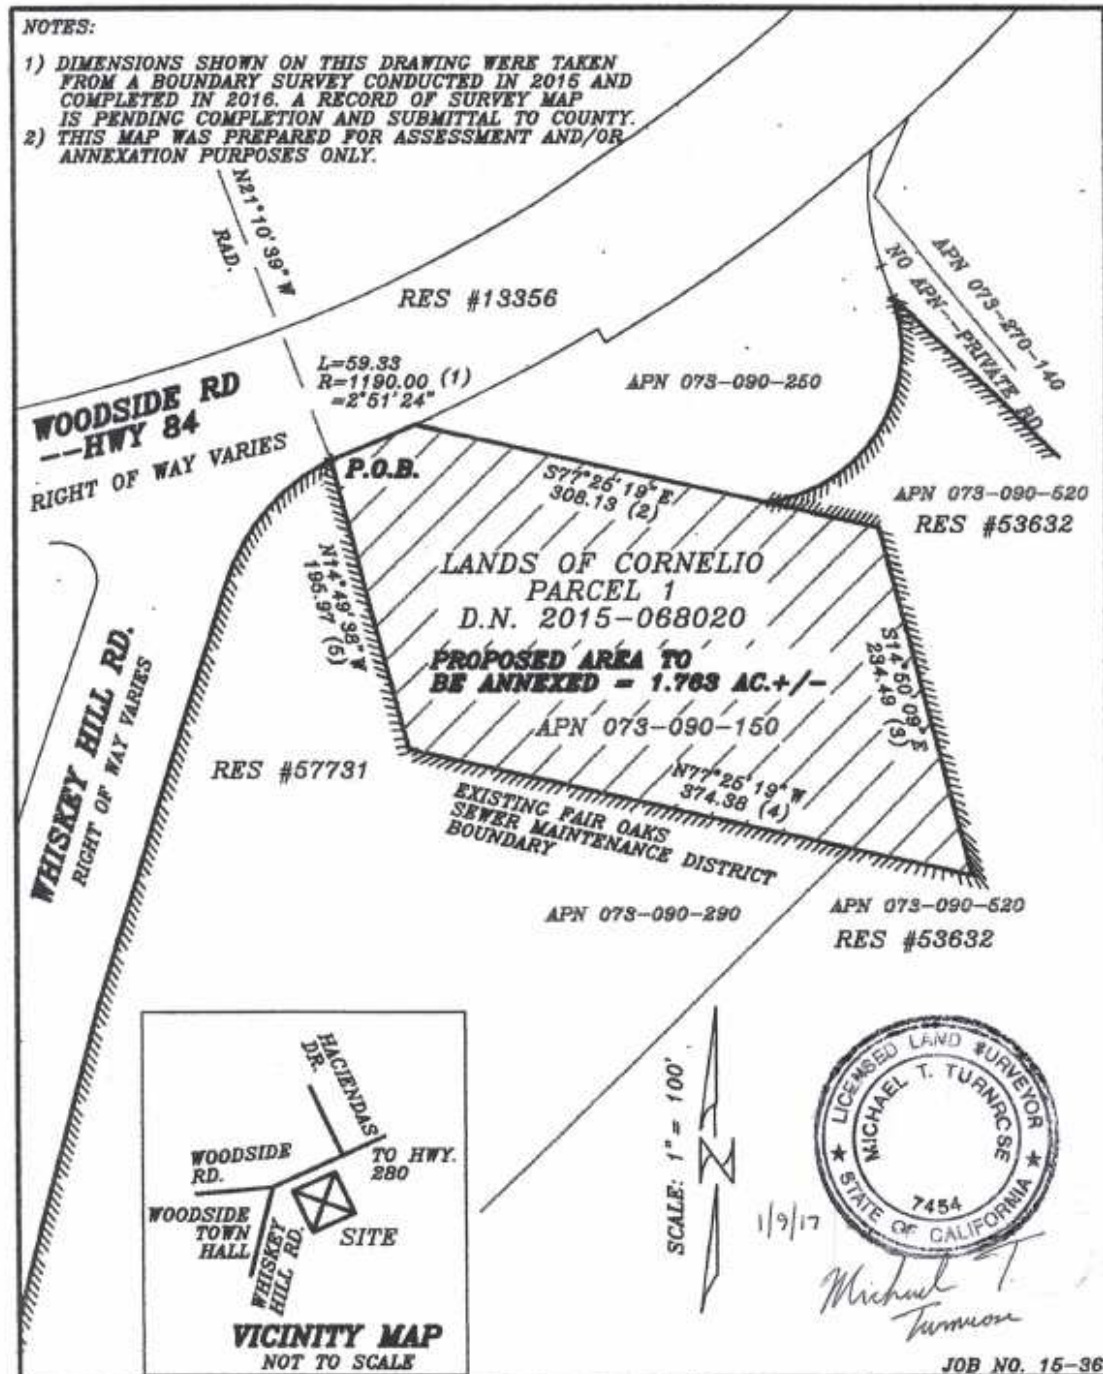 NOTES:
1) DIMENSIONS SHOWN ON THIS DRAWING WERE TAKEN
FROM A BOUNDARY SURVEY CONDUCTED IN 2015 AND
COMPLETED IN 2016. A RECORD OF SURVEY MAP
IS PENDING COMPLETION AND SUBMITTAL TO COUNTY.
2) THIS MAP WAS PREPARED FOR ASSESSMENT AND/OR
ANNEXATION PURPOSES ONLY.
N21°10'39"W
RAD.
RES #13356
APN 073-270-140
NO APN--PRIVATE RD
L=59.33
R=1190.00 (1)
=2°51'24"
APN 073-090-250
WOODSIDE RD
--HWY 84
RIGHT OF WAY VARIES
P.O.B.
S77°25'19"E
308.13 (2)
APN 073-090-520
RES #53632
N14°49'38"W
195.97 (5)
LANDS OF CORNELIO
PARCEL 1
D.N. 2015-068020
PROPOSED AREA TO
BE ANNEXED = 1.763 AC.+/-
APN 073-090-150
S14°50'09"E
234.49 (3)
WHISKEY HILL RD.
RIGHT OF WAY VARIES
RES #57731
N77°25'19"W
374.38 (4)
EXISTING FAIR OAKS
SEWER MAINTENANCE DISTRICT
BOUNDARY
APN 073-090-290
APN 073-090-520
RES #53632
HACIENDAS
DR.
WOODSIDE
RD.
TO HWY.
280
WOODSIDE
TOWN
HALL
WHISKEY
HILL RD.
SITE
VICINITY MAP
NOT TO SCALE
SCALE: 1" = 100'
N
1/9/17
LICENSED LAND SURVEYOR
MICHAEL T. TURNROSE
7454
STATE OF CALIFORNIA
Michael T.
Turnrose
JOB NO. 15-36